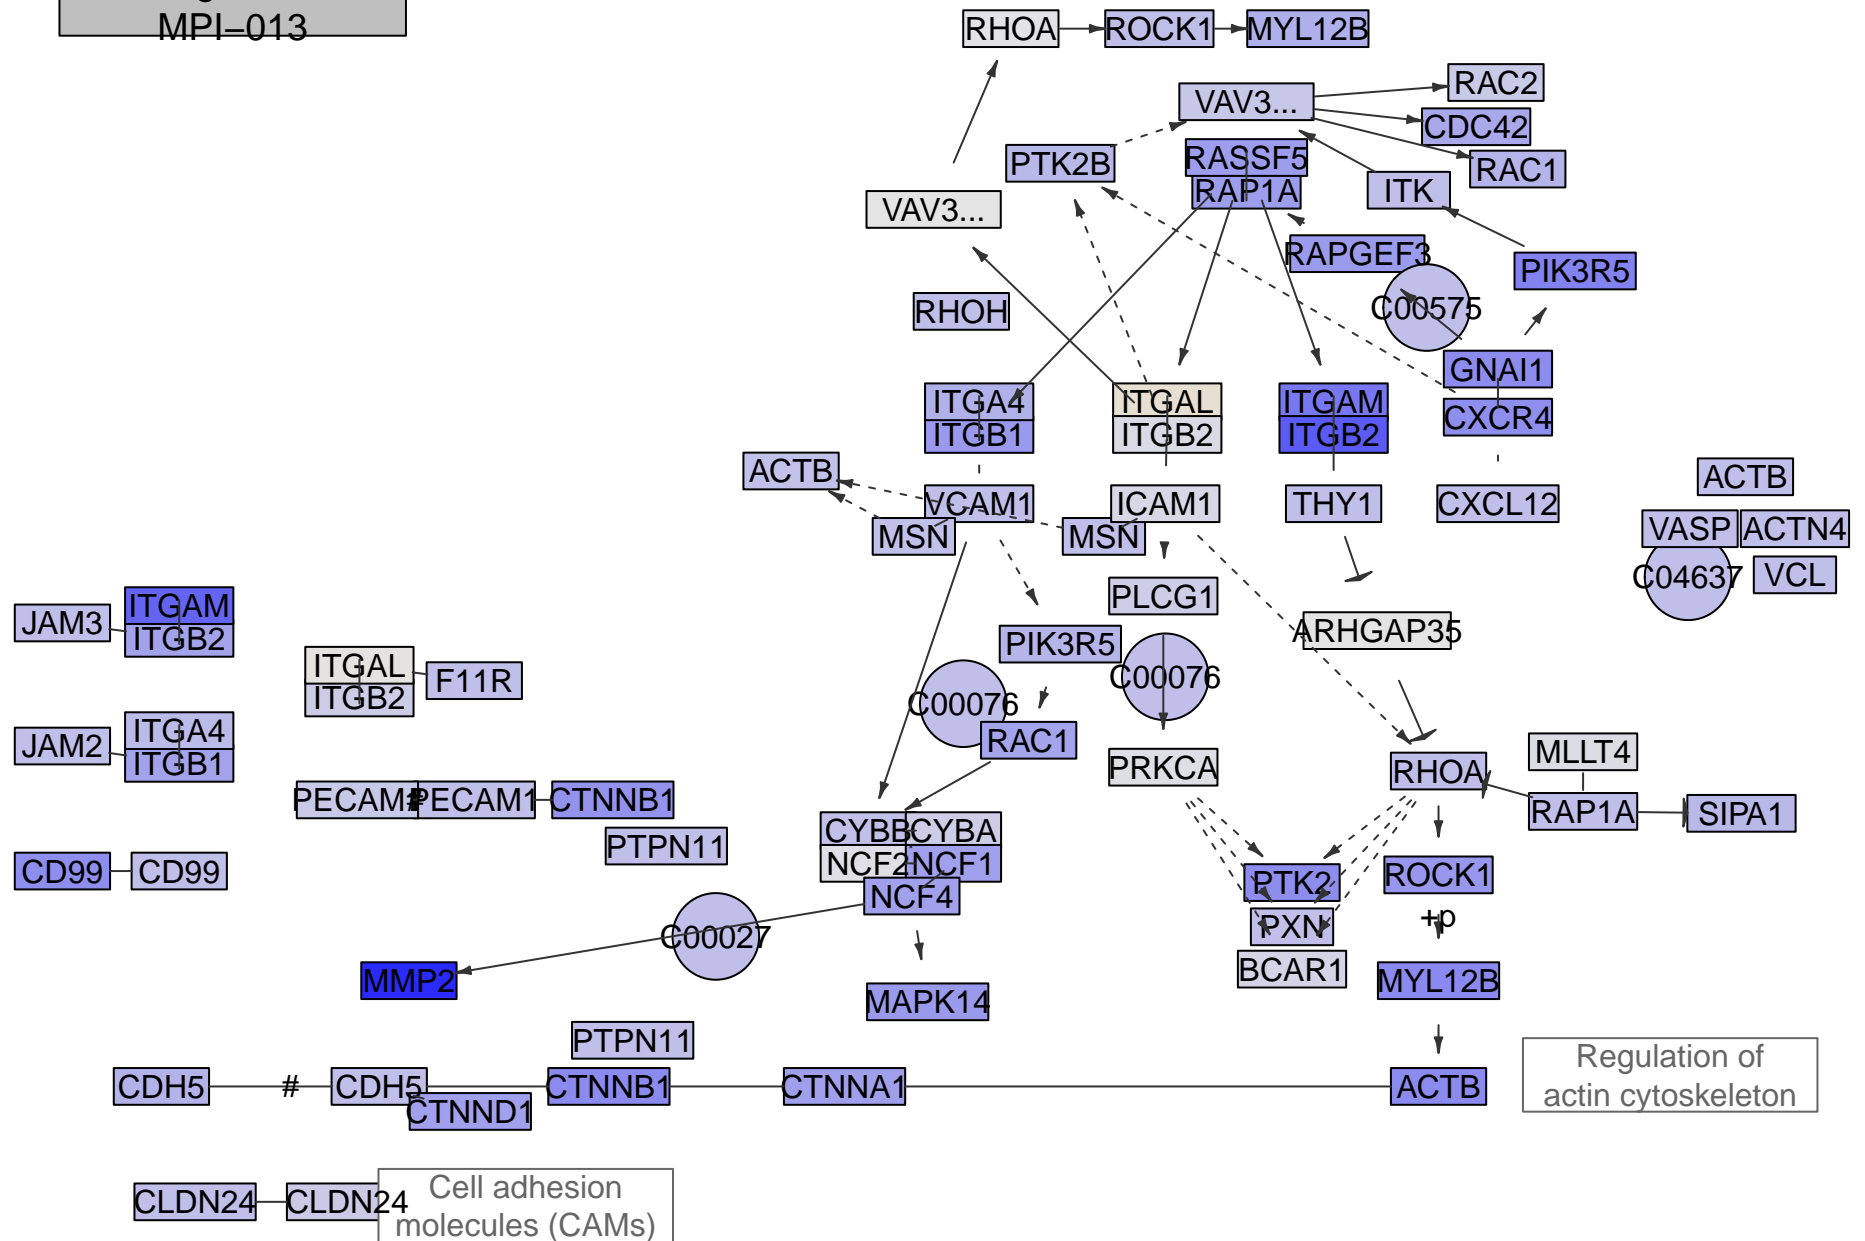 MPI–013
RHOA
ROCK1
MYL12B
VAV3...
RAC2
CDC42
RAC1
PTK2B
RASSF5
RAP1A
ITK
VAV3...
RAPGEF3
PIK3R5
C00575
RHOH
GNAI1
CXCR4
ITGA4
ITGB1
ITGAL
ITGB2
ITGAM
ITGB2
ACTB
VCAM1
MSN
ICAM1
MSN
THY1
CXCL12
ACTB
VASP
ACTN4
C04637
VCL
PLCG1
ARHGAP35
JAM3
ITGAM
ITGB2
ITGAL
ITGB2
F11R
PIK3R5
C00076
C00076
RAC1
JAM2
ITGA4
ITGB1
PRKCA
RHOA
MLLT4
RAP1A
SIPA1
PECAM1
#
PECAM1
CTNNB1
PTPN11
CYBB
CYBA
NCF2
NCF1
NCF4
CD99
CD99
PTK2
ROCK1
+p
PXN
BCAR1
C00027
MMP2
MAPK14
MYL12B
PTPN11
CDH5
#
CDH5
CTNND1
CTNNB1
CTNNA1
ACTB
Regulation of
actin cytoskeleton
CLDN24
CLDN24
Cell adhesion
molecules (CAMs)